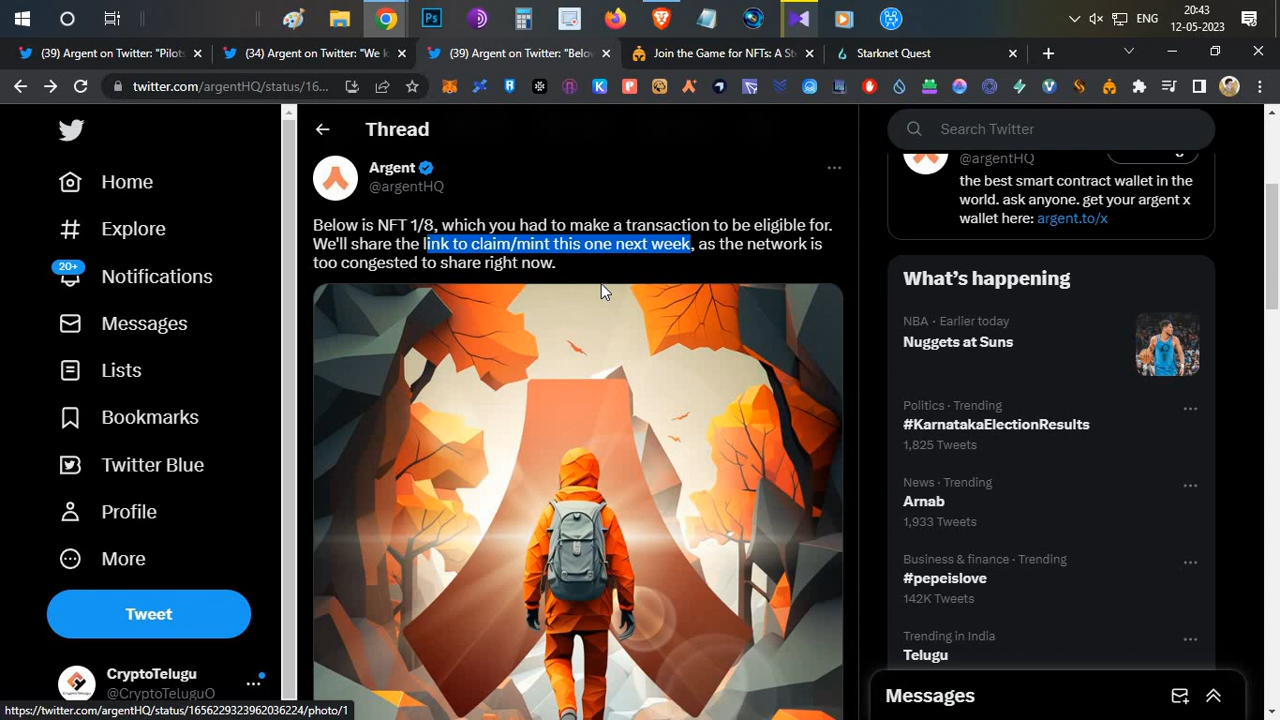 20:43
ENG
12-05-2023
(39) Argent on Twitter: "Pilot
(34) Argent on Twitter: "We k
(39) Argent on Twitter: "Belov
Join the Game for NFTs: A St
Starknet Quest
twitter.com/argentHQ/status/16...
Thread
Search Twitter
Argent
@argentHQ
Below is NFT 1/8, which you had to make a transaction to be eligible for.
We'll share the link to claim/mint this one next week, as the network is
too congested to share right now.
Home
Explore
20+
Notifications
Messages
Lists
Bookmarks
Twitter Blue
Profile
More
Tweet
CryptoTelugu
@CryptoTeluguO
https://twitter.com/argentHQ/status/1656229323962036224/photo/1
@argentHQ
the best smart contract wallet in the
world. ask anyone. get your argent x
wallet here: argent.to/x
What's happening
NBA · Earlier today
Nuggets at Suns
Politics · Trending
#KarnatakaElectionResults
1,825 Tweets
News · Trending
Arnab
1,933 Tweets
Business & finance · Trending
#pepeislove
142K Tweets
Trending in India
Telugu
Messages